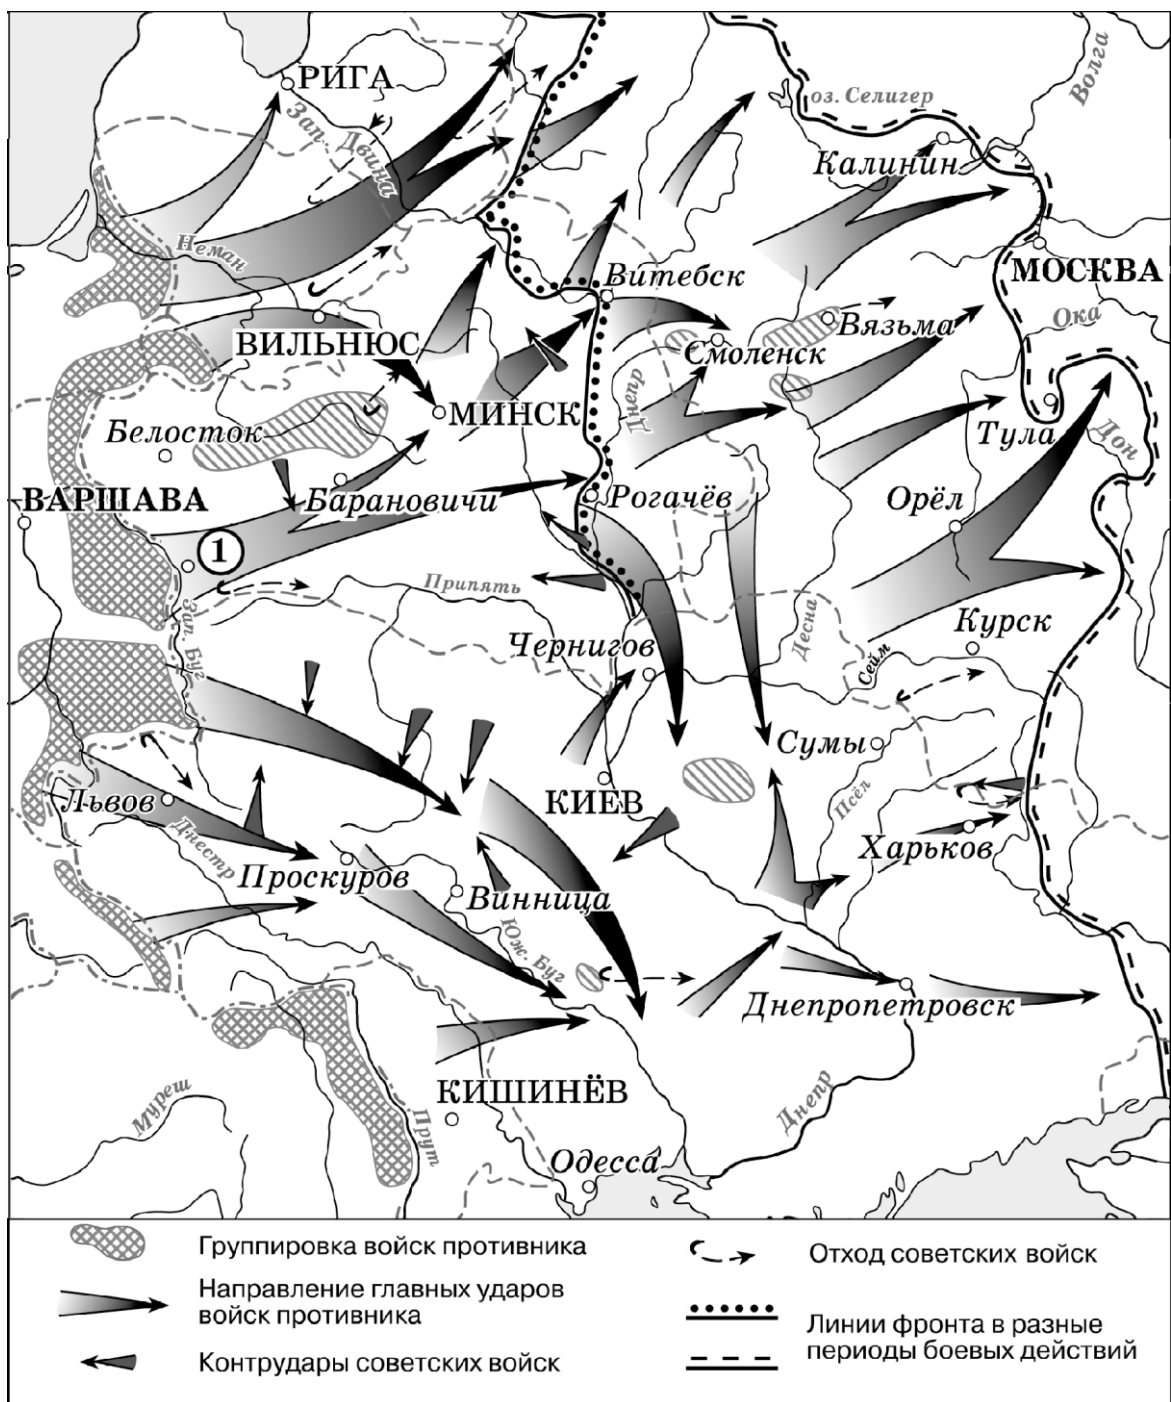 РИГА
оз. Селигер
Волга
Зап.
Двина
Калинин
Неман
Витебск
МОСКВА
Вязьма
Ока
ВИЛЬНЮС
Смоленск
Днепр
МИНСК
Белосток
Тула
Дон
ВАРШАВА
Барановичи
Рогачёв
Орёл
1
Припять
Зап. Буг
Десна
Чернигов
Курск
Сейм
Сумы
Львов
КИЕВ
Псёл
Днестр
Харьков
Проскуров
Винница
Юж. Буг
Днепропетровск
КИШИНЁВ
Муреш
Прут
Днепр
Одесса
Группировка войск противника
Направление главных ударов
войск противника
Контрудары советских войск
Отход советских войск
Линии фронта в разные
периоды боевых действий